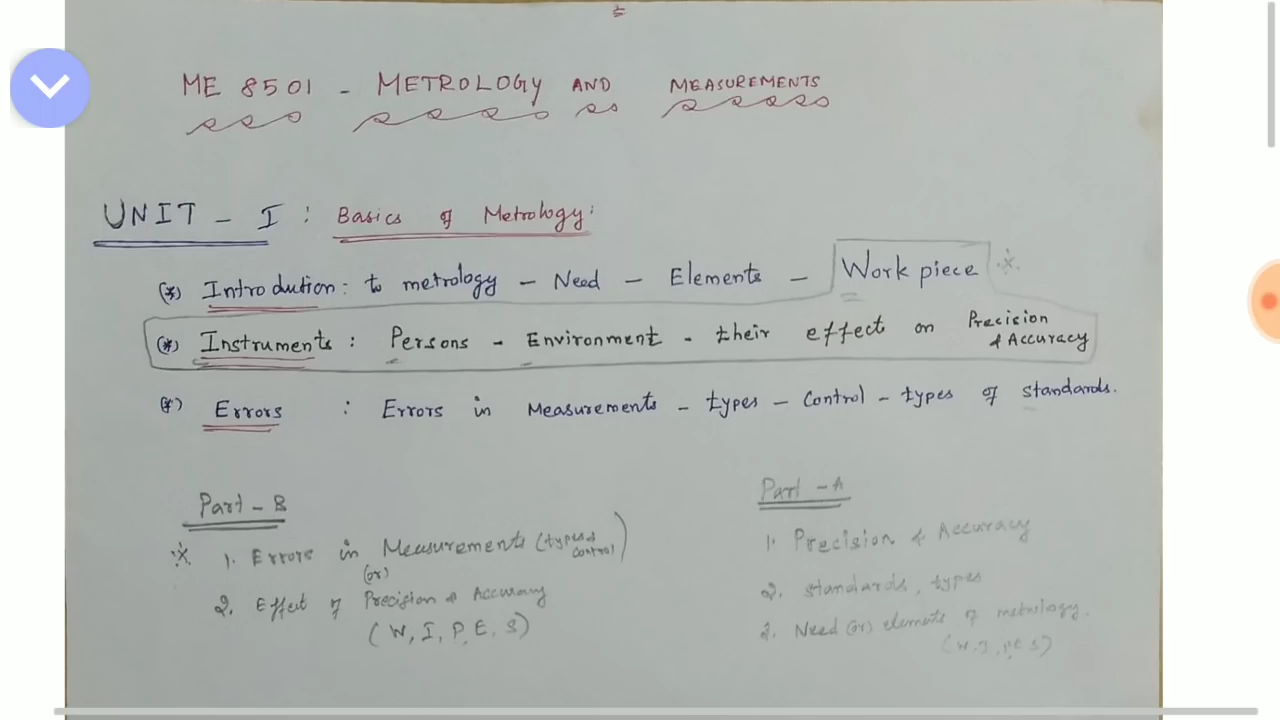 ME 8501 - METROLOGY AND MEASUREMENTS
UNIT - I : Basics of Metrology:
(*) Introdution: to metrology - Need - Elements - Work piece
(*) Instruments: Persons - Environment - their effect on Precision & Accuracy
(*) Errors : Errors in Measurements - types - control - types of standards.
Part - B
1. Errors in Measurements (types & control)
(or)
2. Effect of Precision & Accuracy
(W, I, P, E, S)
Part - A
1. Precision & Accuracy
2. standards, types
2. Need (or) elements of metrology.
(W, I, P E S)